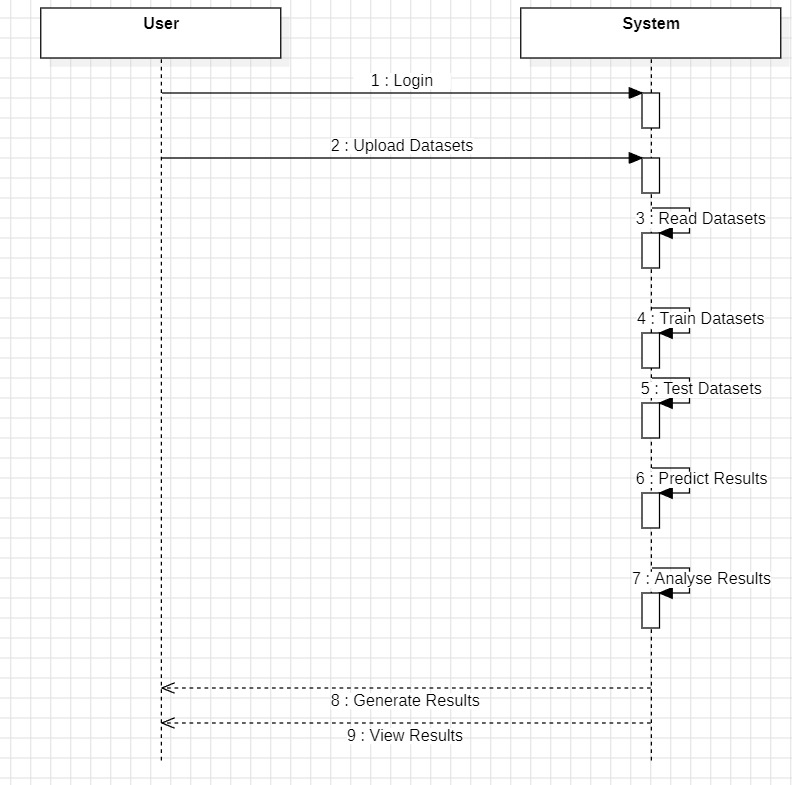 User
System
1 : Login
2 : Upload Datasets
3 : Read Datasets
4 : Train Datasets
5 : Test Datasets
6 : Predict Results
7 : Analyse Results
8 : Generate Results
9 : View Results